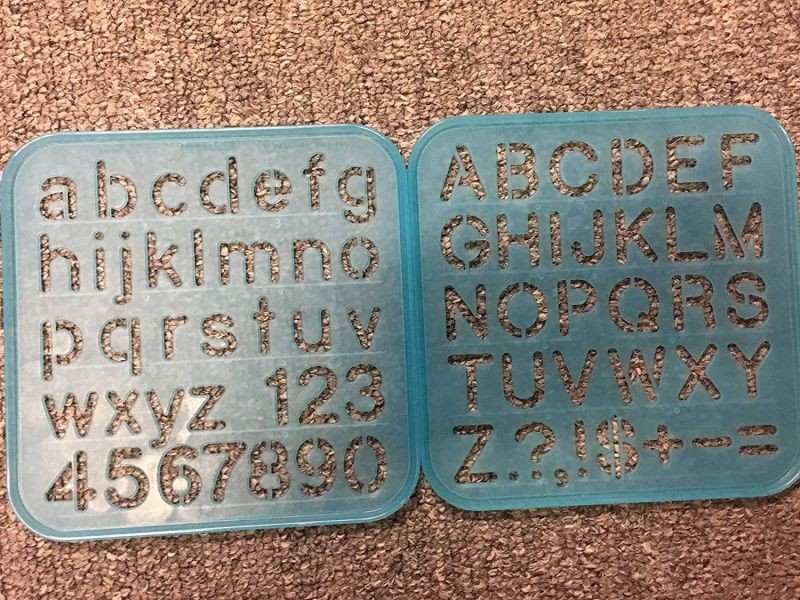 abcdefg
hijklmno
pqrstuv
wxyz 123
4567890
ABCDEF
GHIJKLM
NOPQRS
TUVWXY
Z.?,!$+-=